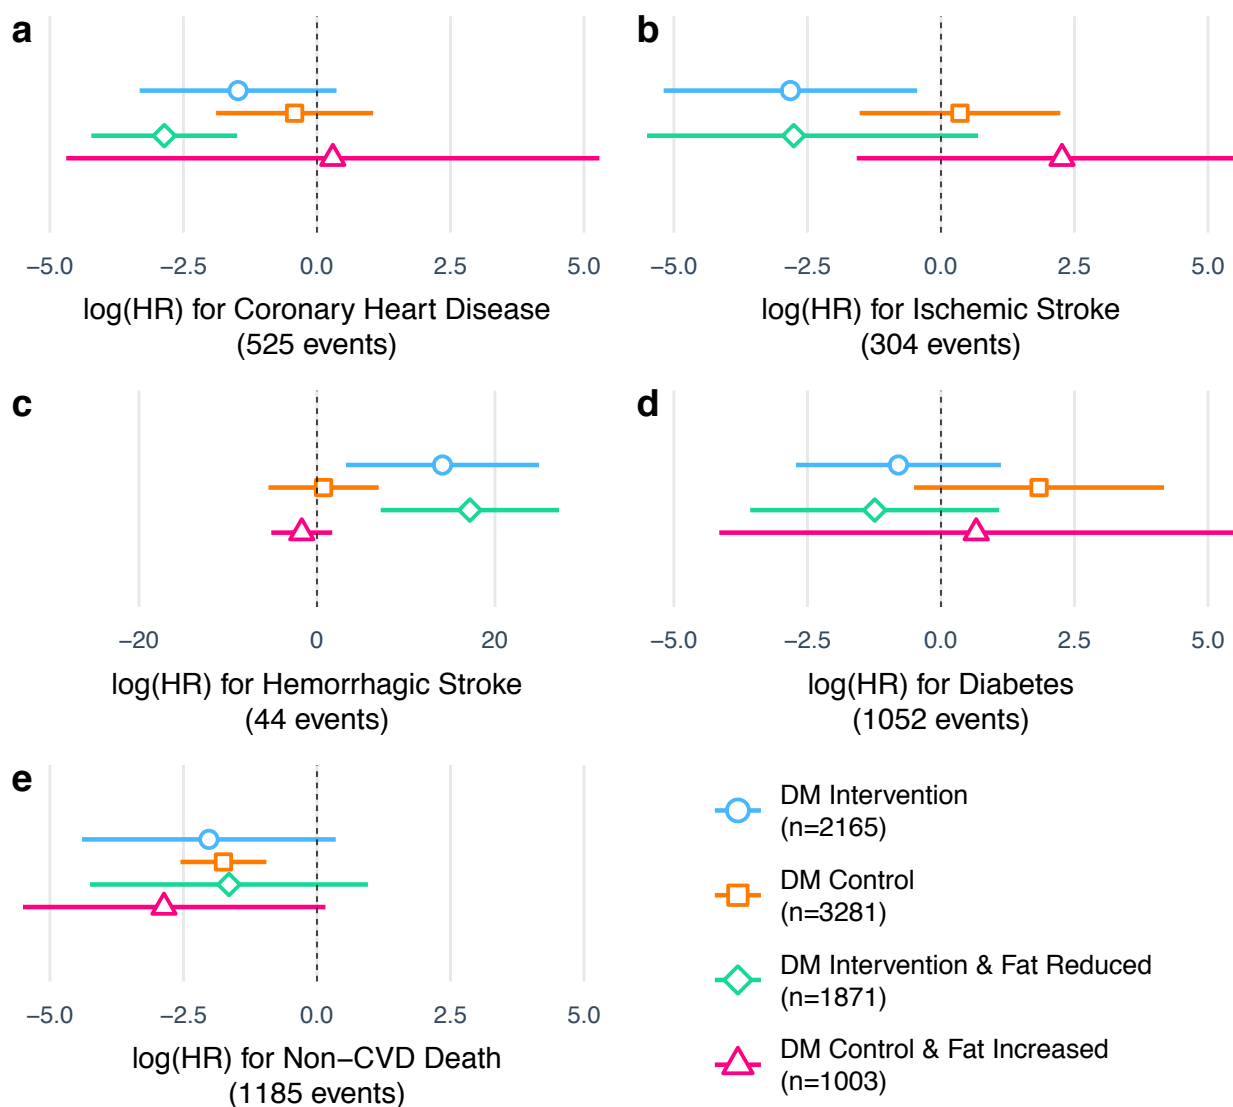 a
−5.0 −2.5 0.0 2.5 5.0
log(HR) for Coronary Heart Disease
(525 events)
b
−5.0 −2.5 0.0 2.5 5.0
log(HR) for Ischemic Stroke
(304 events)
c
−20 0 20
log(HR) for Hemorrhagic Stroke
(44 events)
d
−5.0 −2.5 0.0 2.5 5.0
log(HR) for Diabetes
(1052 events)
e
−5.0 −2.5 0.0 2.5 5.0
log(HR) for Non−CVD Death
(1185 events)
DM Intervention
(n=2165)
DM Control
(n=3281)
DM Intervention & Fat Reduced
(n=1871)
DM Control & Fat Increased
(n=1003)